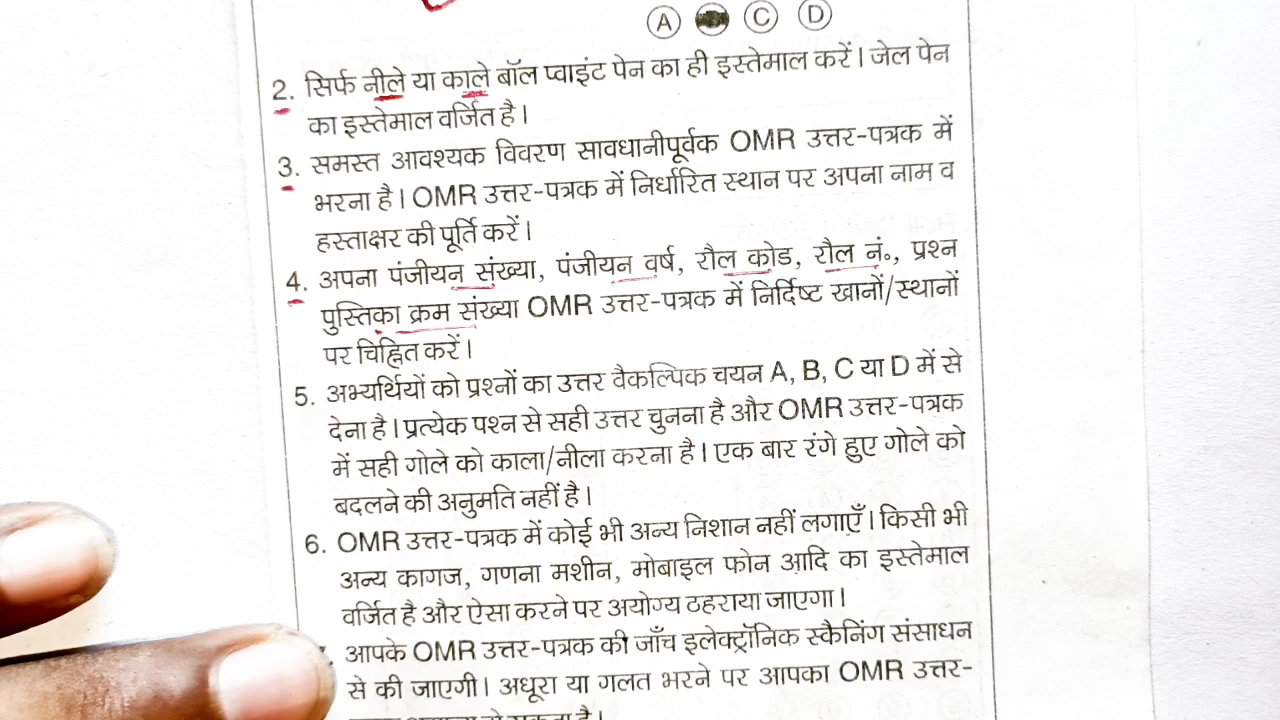 A C D
2. सिर्फ नीले या काले बॉल प्वाइंट पेन का ही इस्तेमाल करें। जेल पेन
का इस्तेमाल वर्जित है।
3. समस्त आवश्यक विवरण सावधानीपूर्वक OMR उत्तर-पत्रक में
भरना है। OMR उत्तर-पत्रक में निर्धारित स्थान पर अपना नाम व
हस्ताक्षर की पूर्ति करें।
4. अपना पंजीयन संख्या, पंजीयन वर्ष, रौल कोड, रौल नं॰, प्रश्न
पुस्तिका क्रम संख्या OMR उत्तर-पत्रक में निर्दिष्ट खानों/स्थानों
पर चिह्नित करें।
5. अभ्यर्थियों को प्रश्नों का उत्तर वैकल्पिक चयन A, B, C या D में से
देना है। प्रत्येक पश्न से सही उत्तर चुनना है और OMR उत्तर-पत्रक
में सही गोले को काला/नीला करना है। एक बार रंगे हुए गोले को
बदलने की अनुमति नहीं है।
6. OMR उत्तर-पत्रक में कोई भी अन्य निशान नहीं लगाएँ। किसी भी
अन्य कागज, गणना मशीन, मोबाइल फोन आदि का इस्तेमाल
वर्जित है और ऐसा करने पर अयोग्य ठहराया जाएगा।
आपके OMR उत्तर-पत्रक की जाँच इलेक्ट्रॉनिक स्कैनिंग संसाधन
से की जाएगी। अधूरा या गलत भरने पर आपका OMR उत्तर-